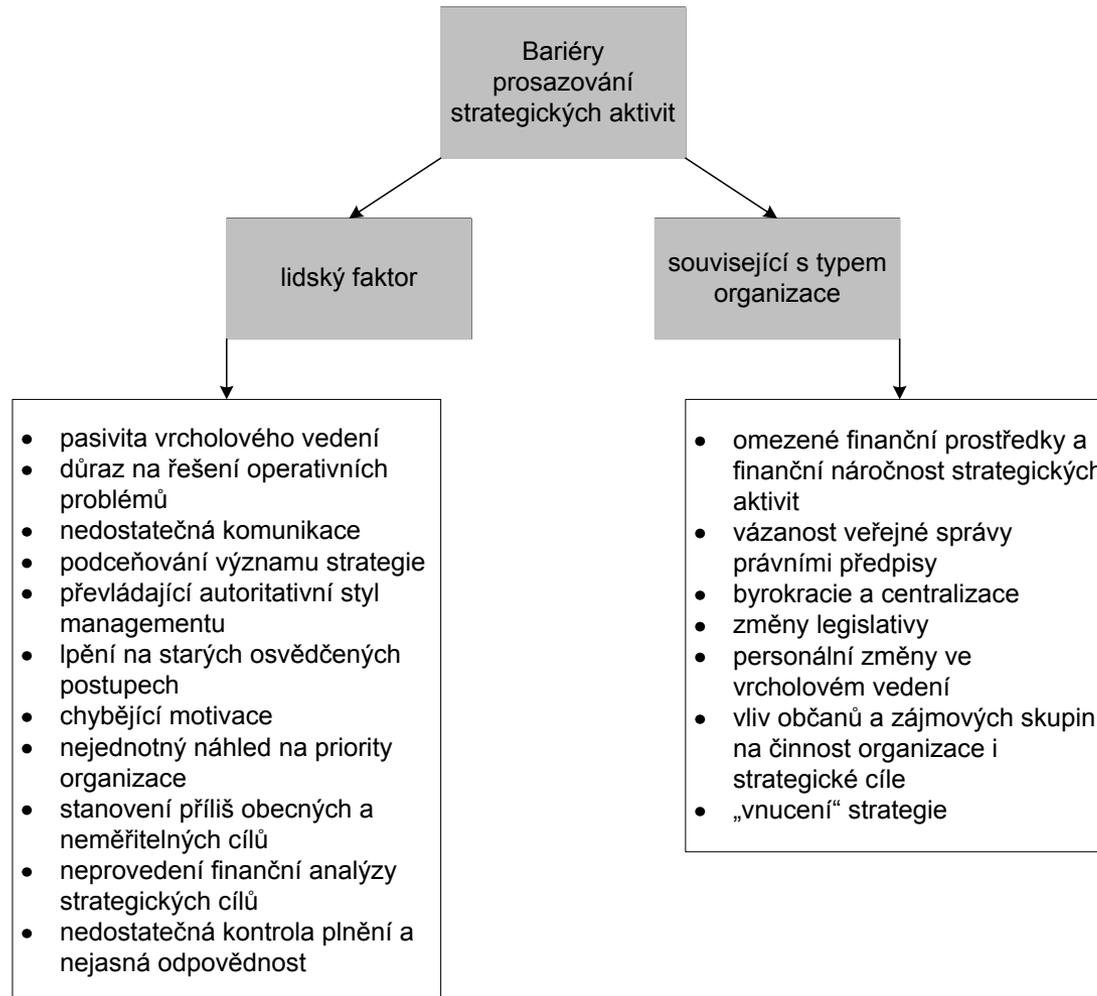 Bariéry
prosazování
strategických aktivit
lidský faktor
související s typem
organizace
• pasivita vrcholového vedení
• důraz na řešení operativních
problémů
• nedostatečná komunikace
• podceňování významu strategie
• převládající autoritativní styl
managementu
• lpění na starých osvědčených
postupech
• chybějící motivace
• nejednotný náhled na priority
organizace
• stanovení příliš obecných a
neměřitelných cílů
• neprovedení finanční analýzy
strategických cílů
• nedostatečná kontrola plnění a
nejasná odpovědnost
• omezené finanční prostředky a
finanční náročnost strategických
aktivit
• vázanost veřejné správy
právními předpisy
• byrokracie a centralizace
• změny legislativy
• personální změny ve
vrcholovém vedení
• vliv občanů a zájmových skupin
na činnost organizace i
strategické cíle
• „vnucení“ strategie